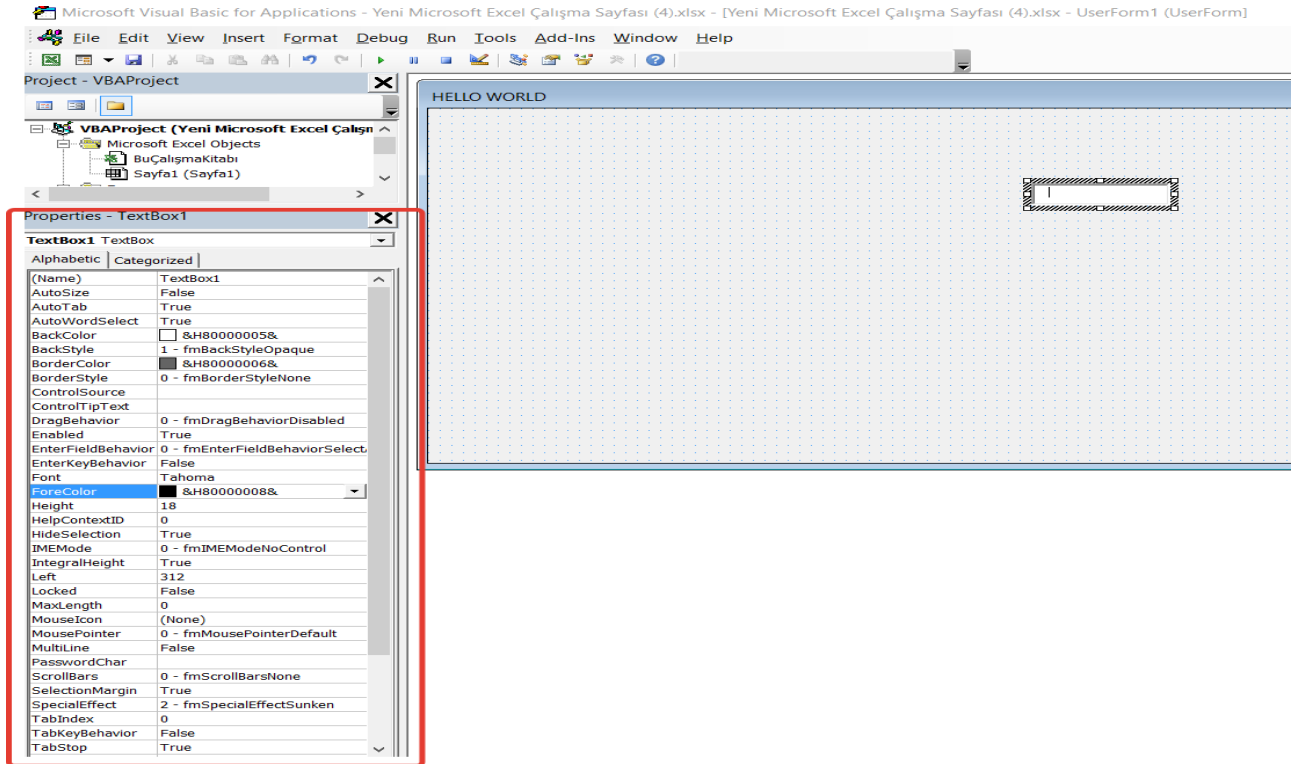 Microsoft Visual Basic for Applications - Yeni Microsoft Excel Çalışma Sayfası (4).xlsx - [Yeni Microsoft Excel Çalışma Sayfası (4).xlsx - UserForm1 (UserForm]
File Edit View Insert Format Debug Run Tools Add-Ins Window Help
Project - VBAProject
VBAProject (Yeni Microsoft Excel Çalışn
Microsoft Excel Objects
BuÇalışmaKitabı
Sayfa1 (Sayfa1)
HELLO WORLD
Properties - TextBox1
TextBox1 TextBox
Alphabetic Categorized
(Name) TextBox1
AutoSize False
AutoTab True
AutoWordSelect True
BackColor &H80000005&
BackStyle 1 - fmBackStyleOpaque
BorderColor &H80000006&
BorderStyle 0 - fmBorderStyleNone
ControlSource
ControlTipText
DragBehavior 0 - fmDragBehaviorDisabled
Enabled True
EnterFieldBehavior 0 - fmEnterFieldBehaviorSelect
EnterKeyBehavior False
Font Tahoma
ForeColor &H80000008&
Height 18
HelpContextID 0
HideSelection True
IMEMode 0 - fmIMEModeNoControl
IntegralHeight True
Left 312
Locked False
MaxLength 0
MouseIcon (None)
MousePointer 0 - fmMousePointerDefault
MultiLine False
PasswordChar
ScrollBars 0 - fmScrollBarsNone
SelectionMargin True
SpecialEffect 2 - fmSpecialEffectSunken
TabIndex 0
TabKeyBehavior False
TabStop True